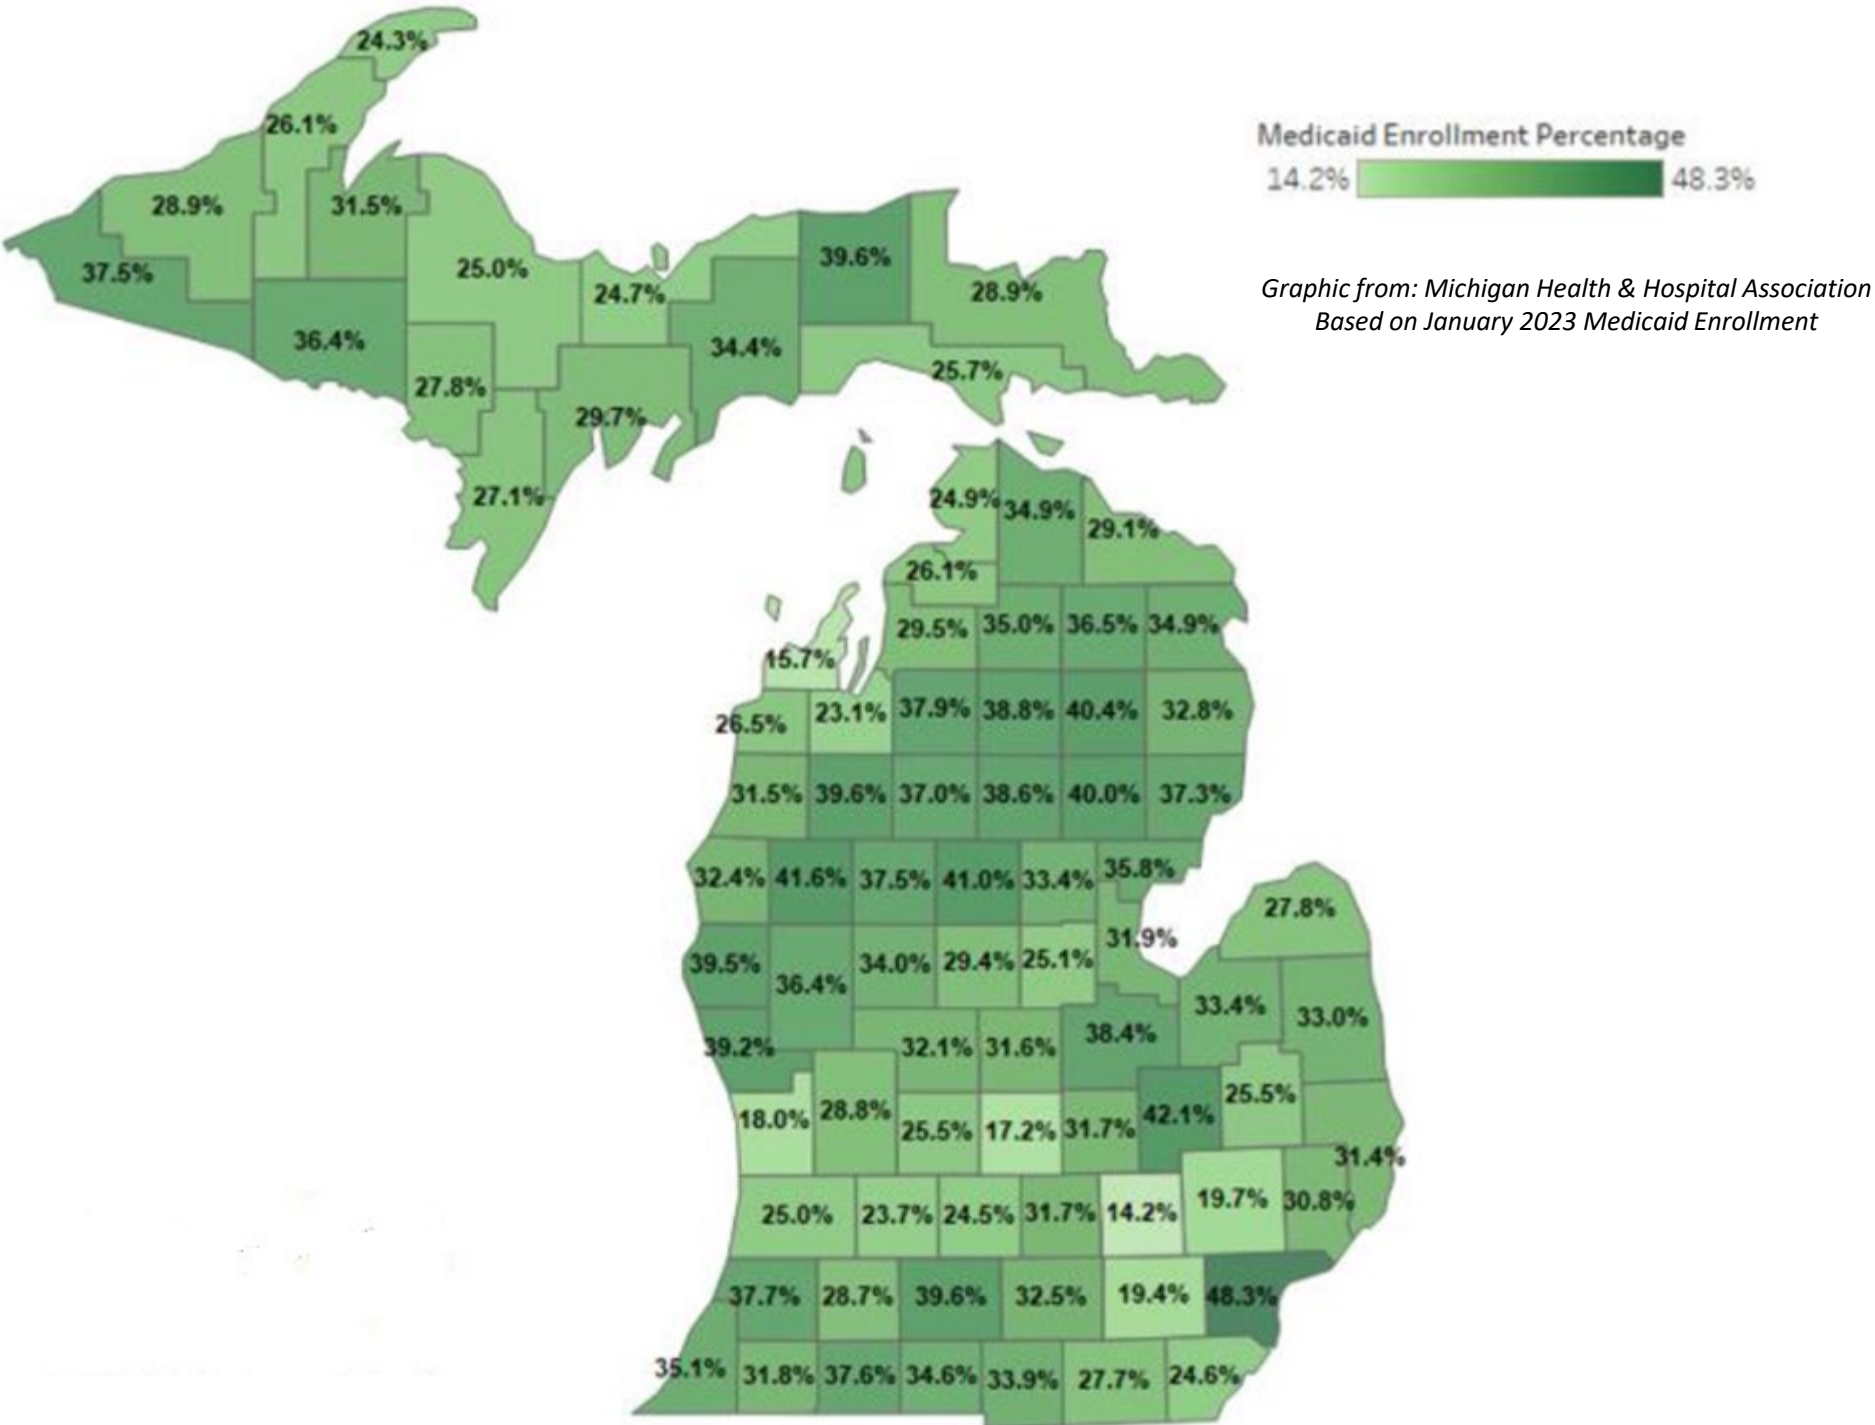 24.3%
26.1%
Medicaid Enrollment Percentage
14.2% 48.3%
28.9% 31.5%
39.6%
37.5% 25.0% 24.7% 28.9%
Graphic from: Michigan Health & Hospital Association
Based on January 2023 Medicaid Enrollment
36.4% 34.4%
27.8% 25.7%
29.7%
27.1% 24.9% 34.9% 29.1%
26.1%
29.5% 35.0% 36.5% 34.9%
15.7%
26.5% 23.1% 37.9% 38.8% 40.4% 32.8%
31.5% 39.6% 37.0% 38.6% 40.0% 37.3%
32.4% 41.6% 37.5% 41.0% 33.4% 35.8%
27.8%
31.9%
39.5% 36.4% 34.0% 29.4% 25.1%
33.4% 33.0%
39.2% 32.1% 31.6% 38.4%
25.5%
18.0% 28.8% 25.5% 17.2% 31.7% 42.1%
31.4%
25.0% 23.7% 24.5% 31.7% 14.2% 19.7% 30.8%
37.7% 28.7% 39.6% 32.5% 19.4% 48.3%
35.1% 31.8% 37.6% 34.6% 33.9% 27.7% 24.6%